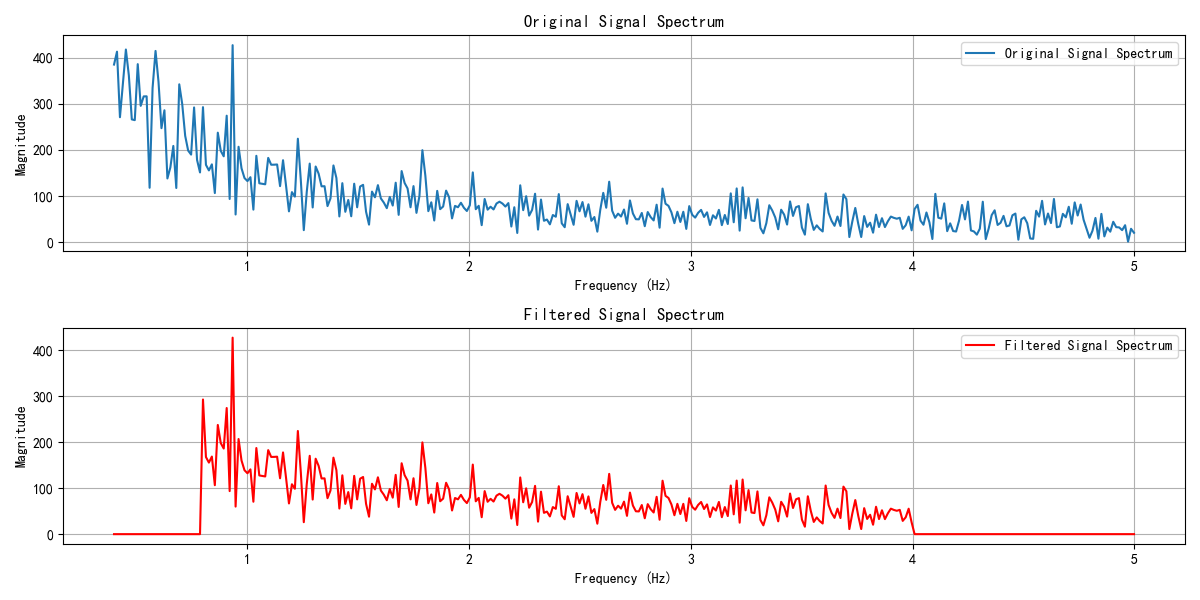 Original Signal Spectrum
Original Signal Spectrum
Magnitude
400
300
200
100
0
1
2
3
4
5
Frequency (Hz)
Filtered Signal Spectrum
Filtered Signal Spectrum
Magnitude
400
300
200
100
0
1
2
3
4
5
Frequency (Hz)